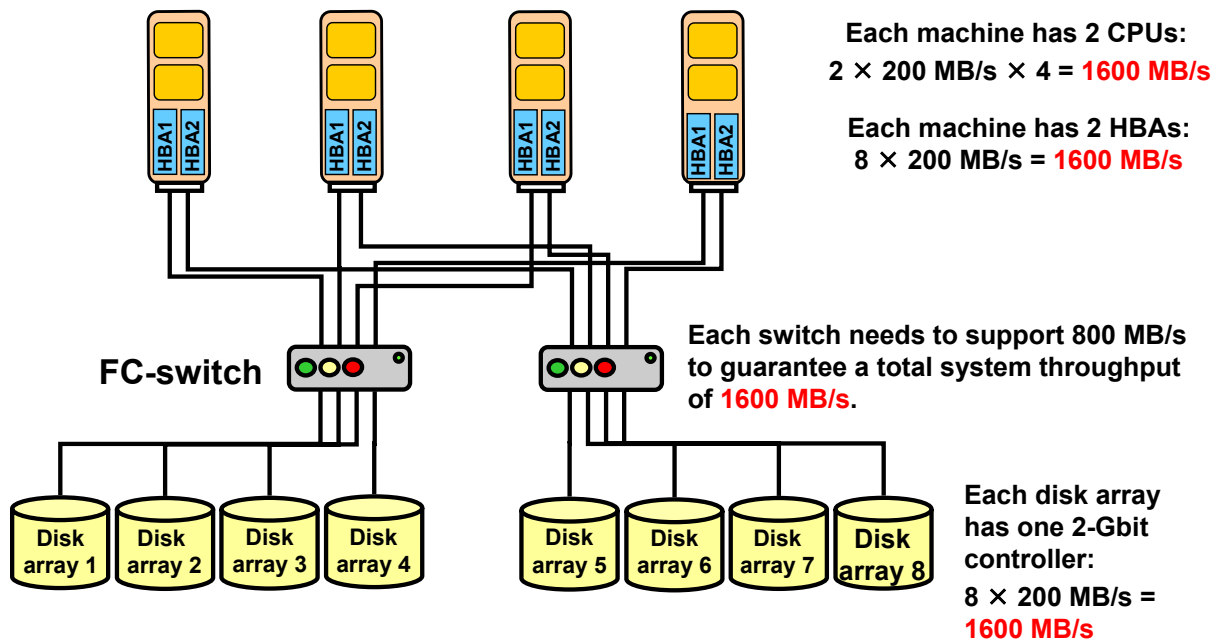 Each machine has 2 CPUs:
2 × 200 MB/s × 4 = 1600 MB/s
Each machine has 2 HBAs:
8 × 200 MB/s = 1600 MB/s
HBA1
HBA2
HBA1
HBA2
HBA1
HBA2
HBA1
HBA2
FC-switch
Each switch needs to support 800 MB/s
to guarantee a total system throughput
of 1600 MB/s.
Disk
array 1
Disk
array 2
Disk
array 3
Disk
array 4
Disk
array 5
Disk
array 6
Disk
array 7
Disk
array 8
Each disk array
has one 2-Gbit
controller:
8 × 200 MB/s =
1600 MB/s